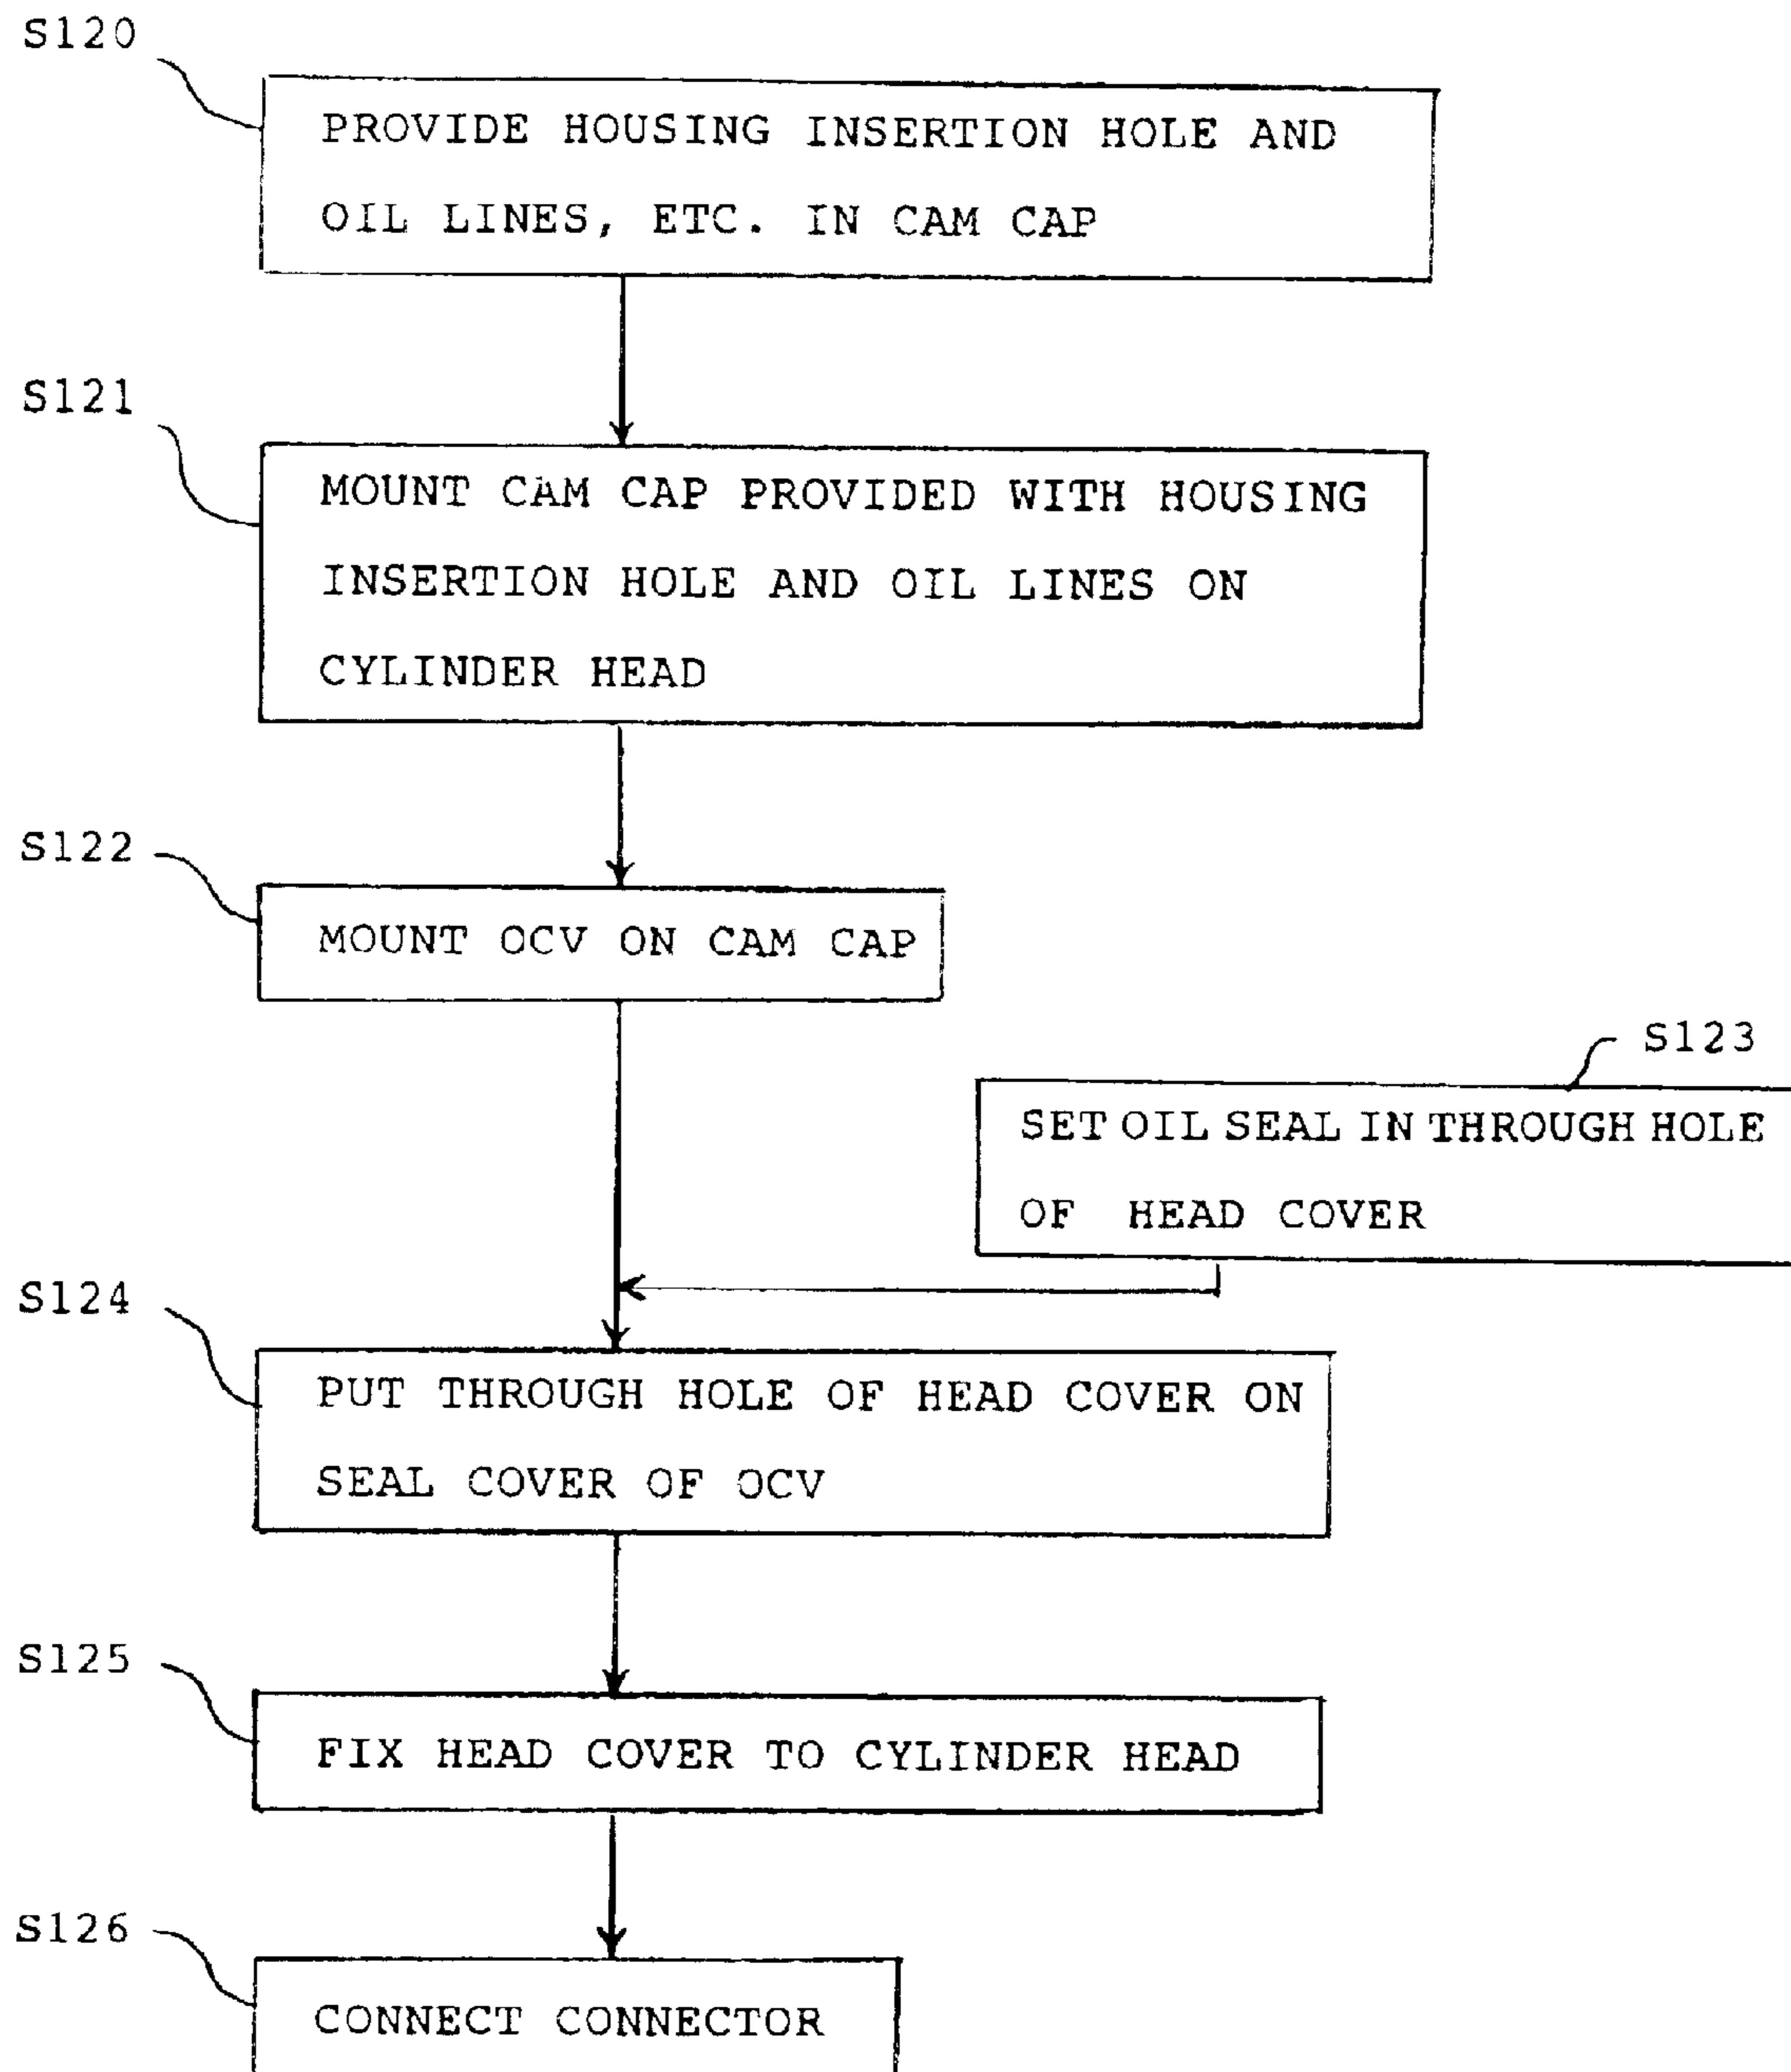 S120
PROVIDE HOUSING INSERTION HOLE AND
OIL LINES, ETC. IN CAM CAP
S121
MOUNT CAM CAP PROVIDED WITH HOUSING
INSERTION HOLE AND OIL LINES ON
CYLINDER HEAD
S122
MOUNT OCV ON CAM CAP
S123
SET OIL SEAL IN THROUGH HOLE
OF HEAD COVER
S124
PUT THROUGH HOLE OF HEAD COVER ON
SEAL COVER OF OCV
S125
FIX HEAD COVER TO CYLINDER HEAD
S126
CONNECT CONNECTOR